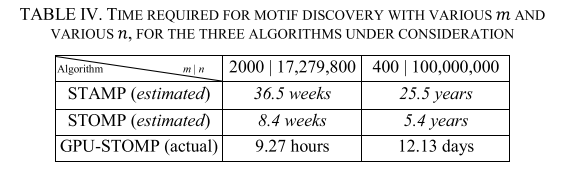 TABLE IV. TIME REQUIRED FOR MOTIF DISCOVERY WITH VARIOUS m AND
VARIOUS n, FOR THE THREE ALGORITHMS UNDER CONSIDERATION
Algorithm m | n 2000 | 17,279,800 400 | 100,000,000
STAMP (estimated) 36.5 weeks 25.5 years
STOMP (estimated) 8.4 weeks 5.4 years
GPU-STOMP (actual) 9.27 hours 12.13 days